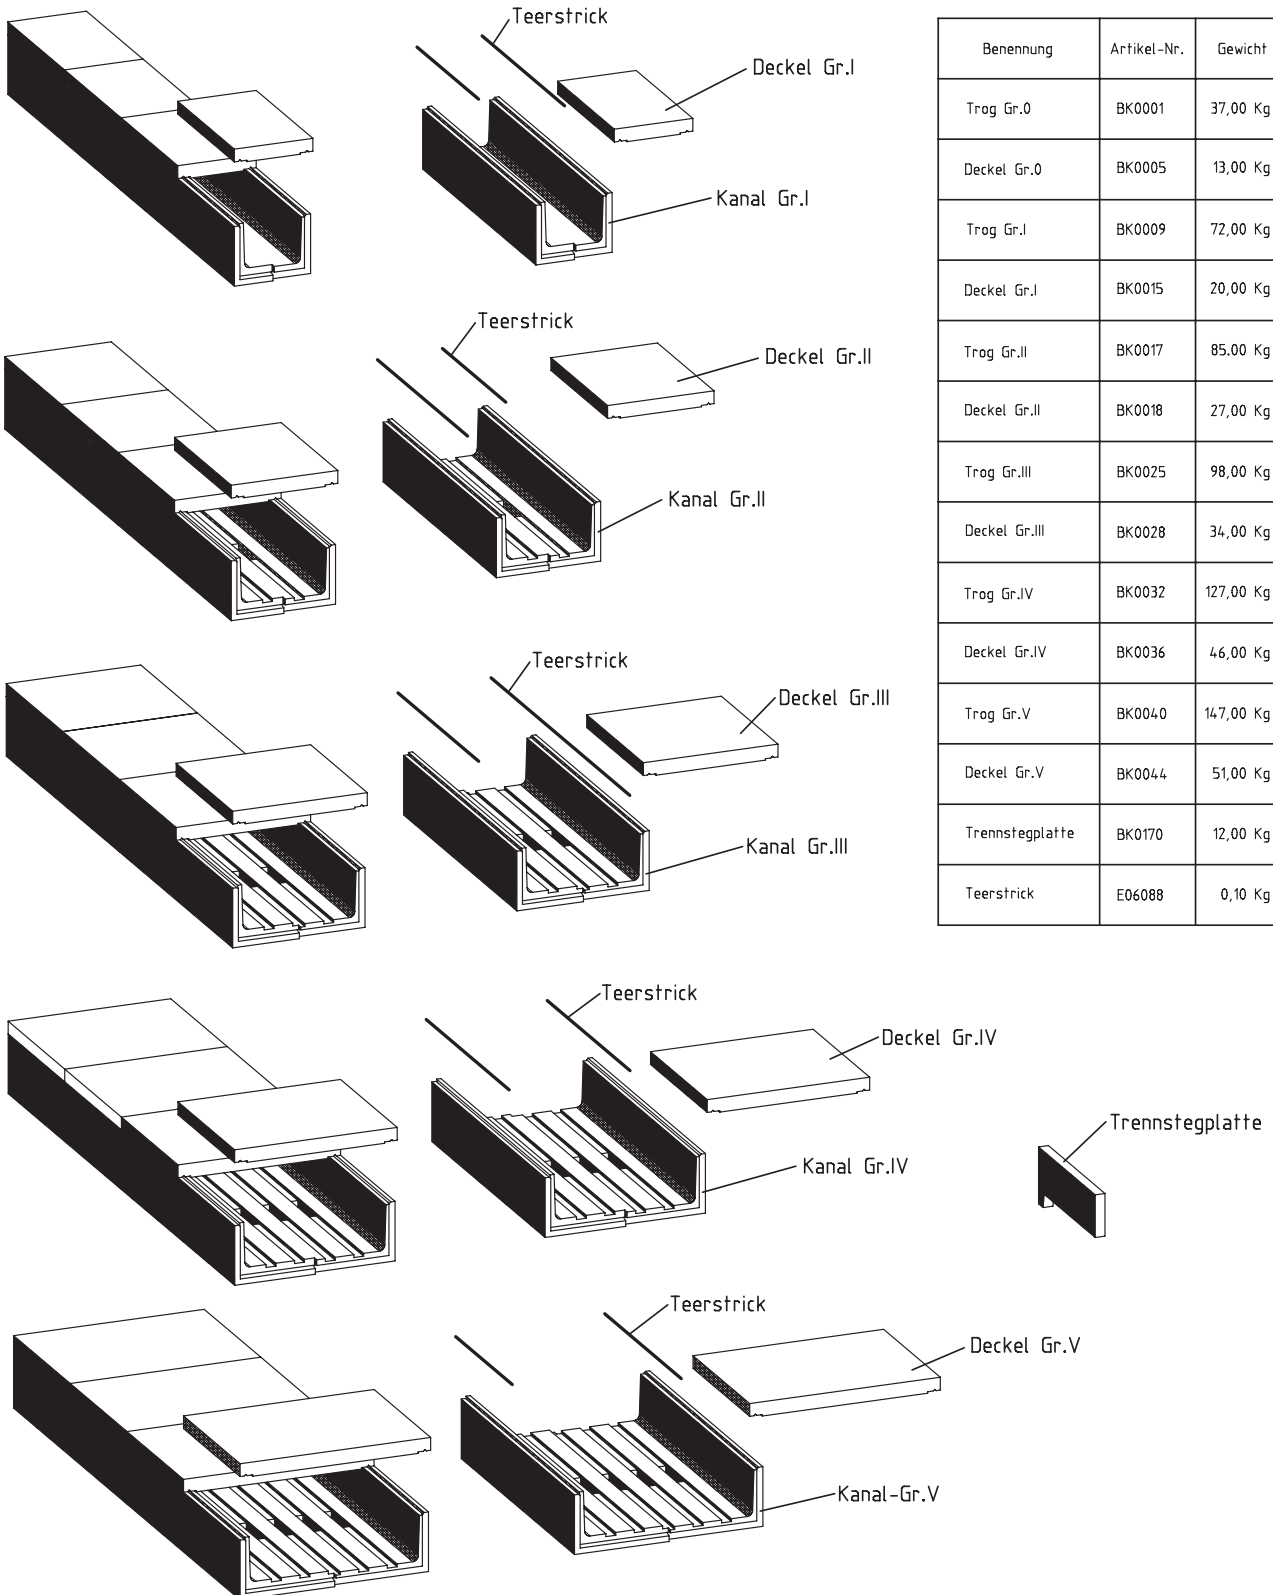 Teerstrick
Deckel Gr.I
Kanal Gr.I
Teerstrick
Deckel Gr.II
Kanal Gr.II
Teerstrick
Deckel Gr.III
Kanal Gr.III
Teerstrick
Deckel Gr.IV
Kanal Gr.IV
Trennstegplatte
Teerstrick
Deckel Gr.V
Kanal-Gr.V
Benennung Artikel-Nr. Gewicht
Trog Gr.0 BK0001 37,00 Kg
Deckel Gr.0 BK0005 13,00 Kg
Trog Gr.I BK0009 72,00 Kg
Deckel Gr.I BK0015 20,00 Kg
Trog Gr.II BK0017 85.00 Kg
Deckel Gr.II BK0018 27,00 Kg
Trog Gr.III BK0025 98,00 Kg
Deckel Gr.III BK0028 34,00 Kg
Trog Gr.IV BK0032 127,00 Kg
Deckel Gr.IV BK0036 46,00 Kg
Trog Gr.V BK0040 147,00 Kg
Deckel Gr.V BK0044 51,00 Kg
Trennstegplatte BK0170 12,00 Kg
Teerstrick E06088 0,10 Kg